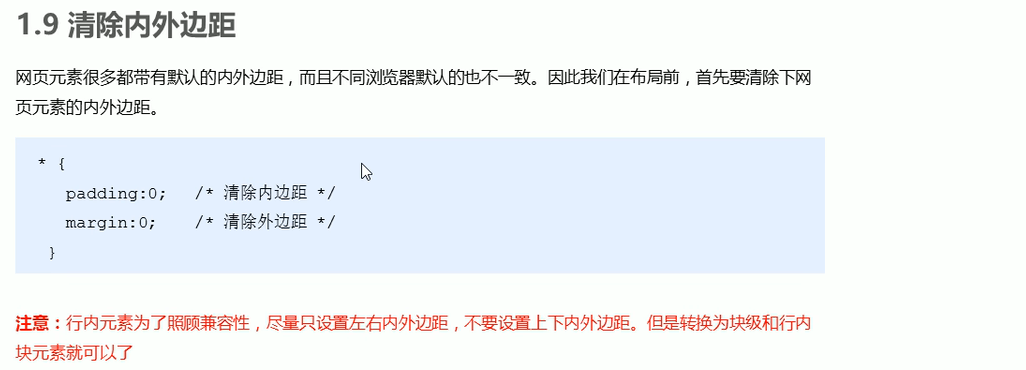 1.9 清除内外边距
网页元素很多都带有默认的内外边距，而且不同浏览器默认的也不一致。因此我们在布局前，首先要清除下网
页元素的内外边距。
* {
padding:0; /* 清除内边距 */
margin:0; /* 清除外边距 */
}
注意：行内元素为了照顾兼容性，尽量只设置左右内外边距，不要设置上下内外边距。但是转换为块级和行内
块元素就可以了